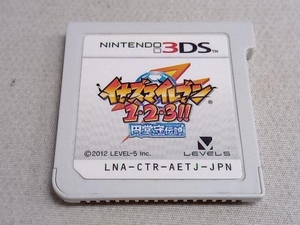 NINTENDO 3DS™
イナズマイレブン®
1・2・3!!
円堂守伝説
©2012 LEVEL-5 Inc.
LEVEL5
LNA-CTR-AETJ-JPN